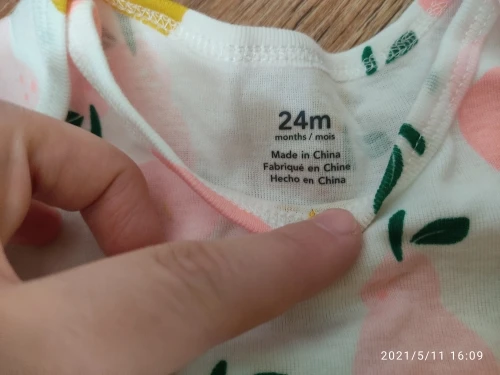 24m
months / mois
Made in China
Fabriqué en Chine
Hecho en China
2021/5/11 16:09